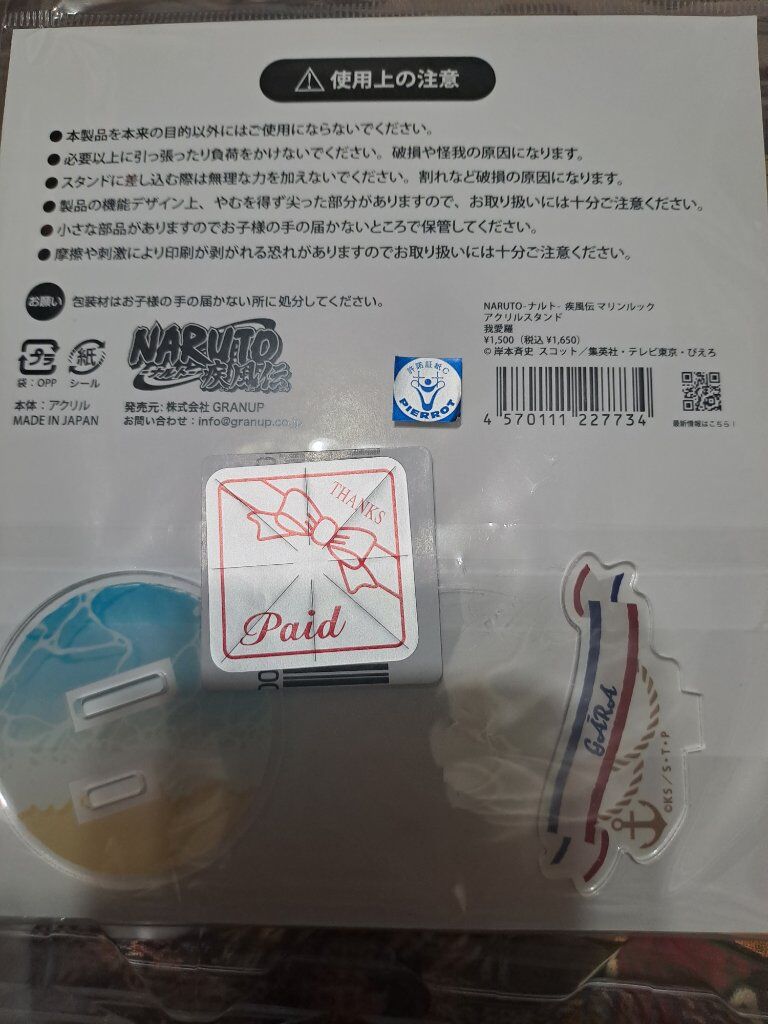 使用上の注意
●本製品を本来の目的以外にはご使用にならないでください。
●必要以上に引っ張ったり負荷をかけないでください。破損や怪我の原因になります。
●スタンドに差し込む際は無理な力を加えないでください。割れなど破損の原因になります。
●製品の機能デザイン上、やむを得ず尖った部分がありますので、お取り扱いには十分ご注意ください。
●小さな部品がありますのでお子様の手の届かないところで保管してください。
●摩擦や刺激により印刷が剥がれる恐れがありますのでお取り扱いには十分ご注意ください。
お願い 包装材はお子様の手の届かない所に処分してください。
プラ 紙
袋：OPP シール
NARUTO
-ナルト-
疾風伝
本体：アクリル
MADE IN JAPAN
発売元：株式会社 GRANUP
お問い合わせ：info@granup.co.jp
許諾証紙C
PIERROT
NARUTO-ナルト- 疾風伝 マリンルック
アクリルスタンド
我愛羅
¥1,500（税込 ¥1,650）
© 岸本斉史 スコット／集英社・テレビ東京・ぴえろ
4 570111 227734
最新情報はこちら！
THANKS
Paid
GAARA
©KS／S・T・P